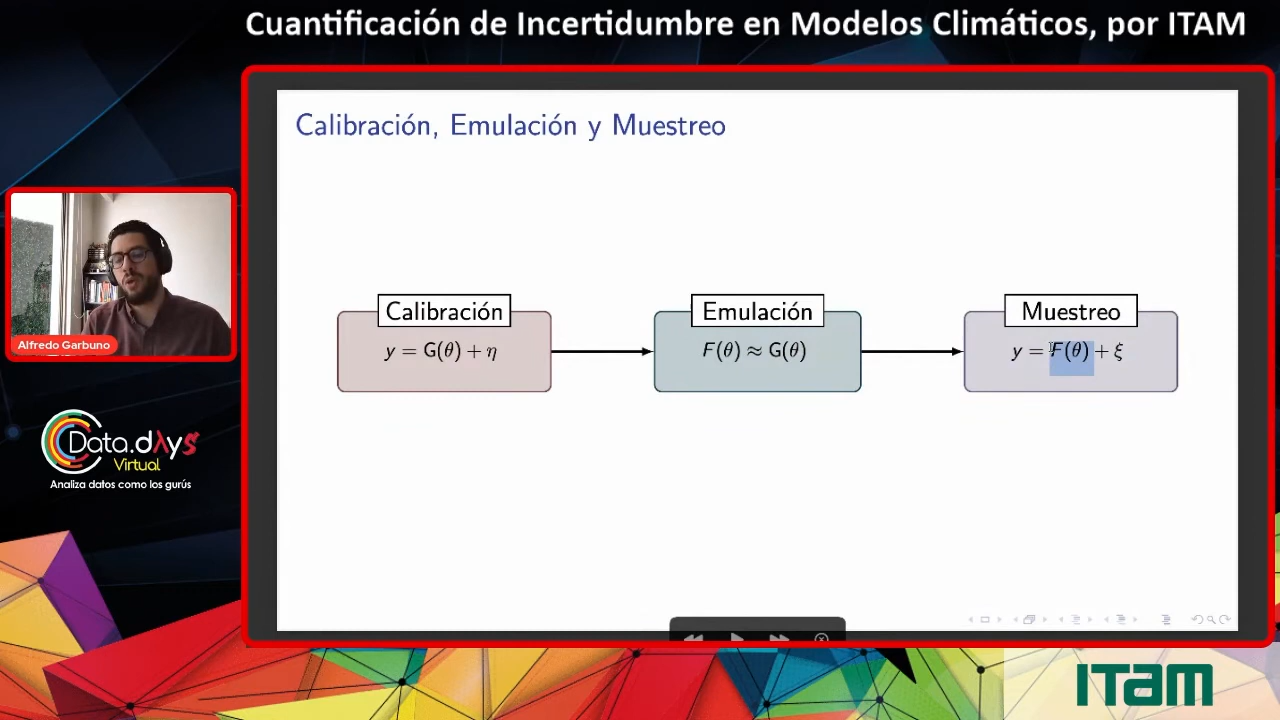 Cuantificación de Incertidumbre en Modelos Climáticos, por ITAM
Calibración, Emulación y Muestreo
Calibración
y = G(θ) + η
Emulación
F(θ) ≈ G(θ)
Muestreo
y = F(θ) + ξ
Alfredo Garbuno
Data.dλys
Virtual
Analiza datos como los gurús
ITam